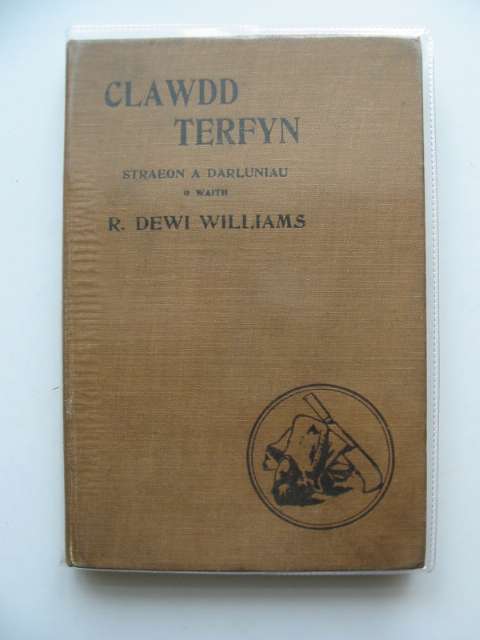 CLAWDD
TERFYN
STRAEON A DARLUNIAU
O WAITH
R. DEWI WILLIAMS